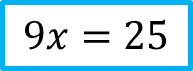 9x = 25